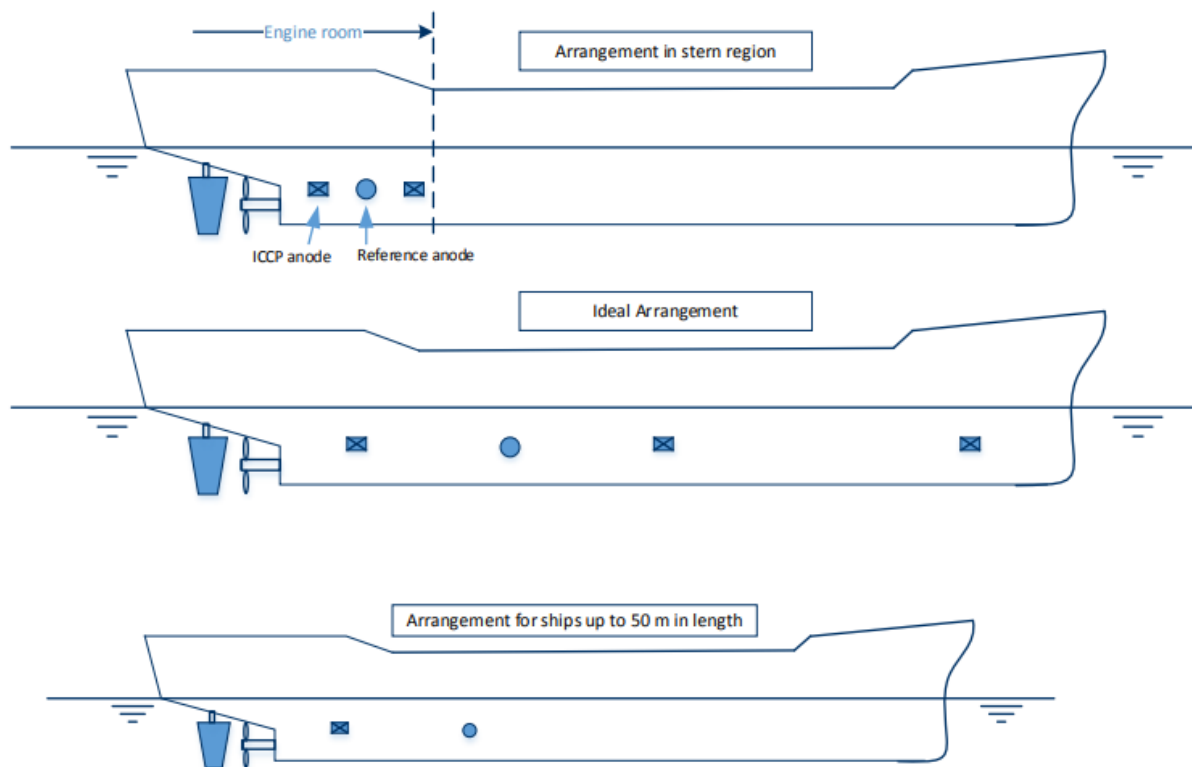 Engine room
Arrangement in stern region
ICCP anode
Reference anode
Ideal Arrangement
Arrangement for ships up to 50 m in length